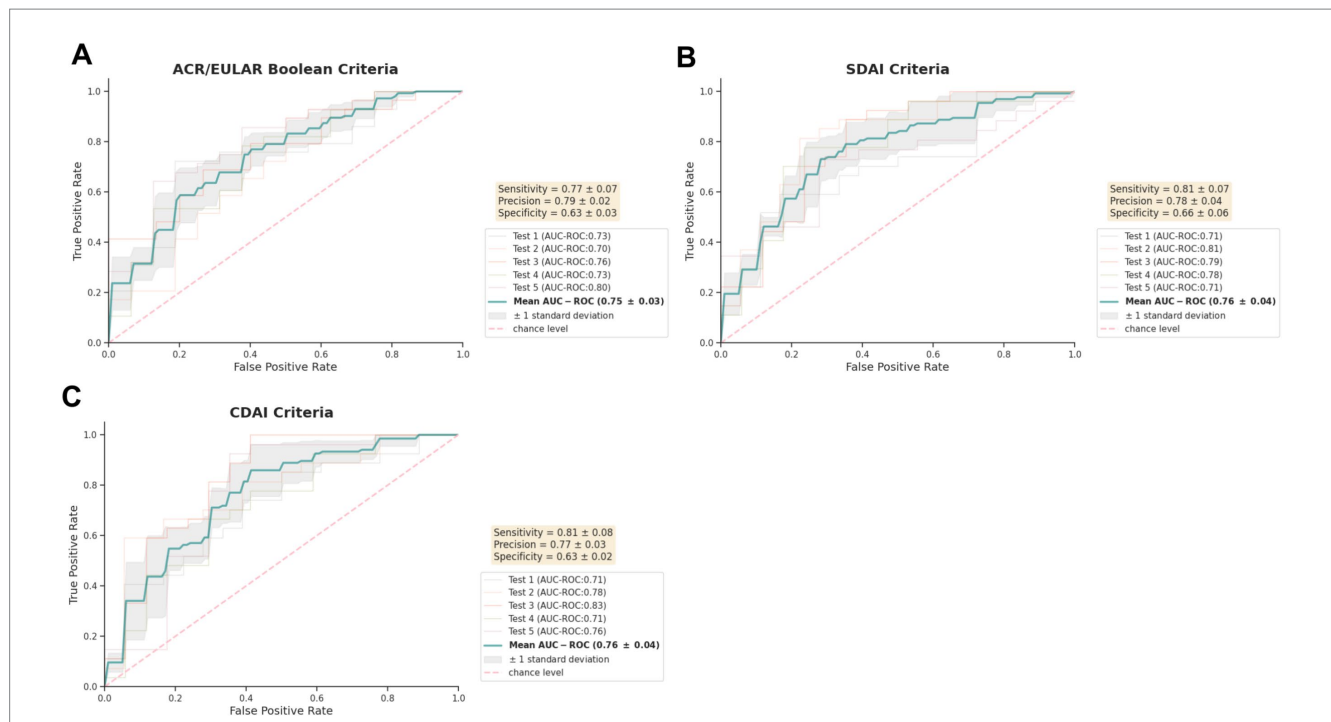 A
ACR/EULAR Boolean Criteria
True Positive Rate
1.0
0.8
0.6
0.4
0.2
0.0
0.0 0.2 0.4 0.6 0.8 1.0
False Positive Rate
Sensitivity = 0.77 ± 0.07
Precision = 0.79 ± 0.02
Specificity = 0.63 ± 0.03
Test 1 (AUC-ROC:0.73)
Test 2 (AUC-ROC:0.70)
Test 3 (AUC-ROC:0.76)
Test 4 (AUC-ROC:0.73)
Test 5 (AUC-ROC:0.80)
Mean AUC − ROC (0.75 ± 0.03)
± 1 standard deviation
chance level
B
SDAI Criteria
True Positive Rate
1.0
0.8
0.6
0.4
0.2
0.0
0.0 0.2 0.4 0.6 0.8 1.0
False Positive Rate
Sensitivity = 0.81 ± 0.07
Precision = 0.78 ± 0.04
Specificity = 0.66 ± 0.06
Test 1 (AUC-ROC:0.71)
Test 2 (AUC-ROC:0.81)
Test 3 (AUC-ROC:0.79)
Test 4 (AUC-ROC:0.78)
Test 5 (AUC-ROC:0.71)
Mean AUC − ROC (0.76 ± 0.04)
± 1 standard deviation
chance level
C
CDAI Criteria
True Positive Rate
1.0
0.8
0.6
0.4
0.2
0.0
0.0 0.2 0.4 0.6 0.8 1.0
False Positive Rate
Sensitivity = 0.81 ± 0.08
Precision = 0.77 ± 0.03
Specificity = 0.63 ± 0.02
Test 1 (AUC-ROC:0.71)
Test 2 (AUC-ROC:0.78)
Test 3 (AUC-ROC:0.83)
Test 4 (AUC-ROC:0.71)
Test 5 (AUC-ROC:0.76)
Mean AUC − ROC (0.76 ± 0.04)
± 1 standard deviation
chance level